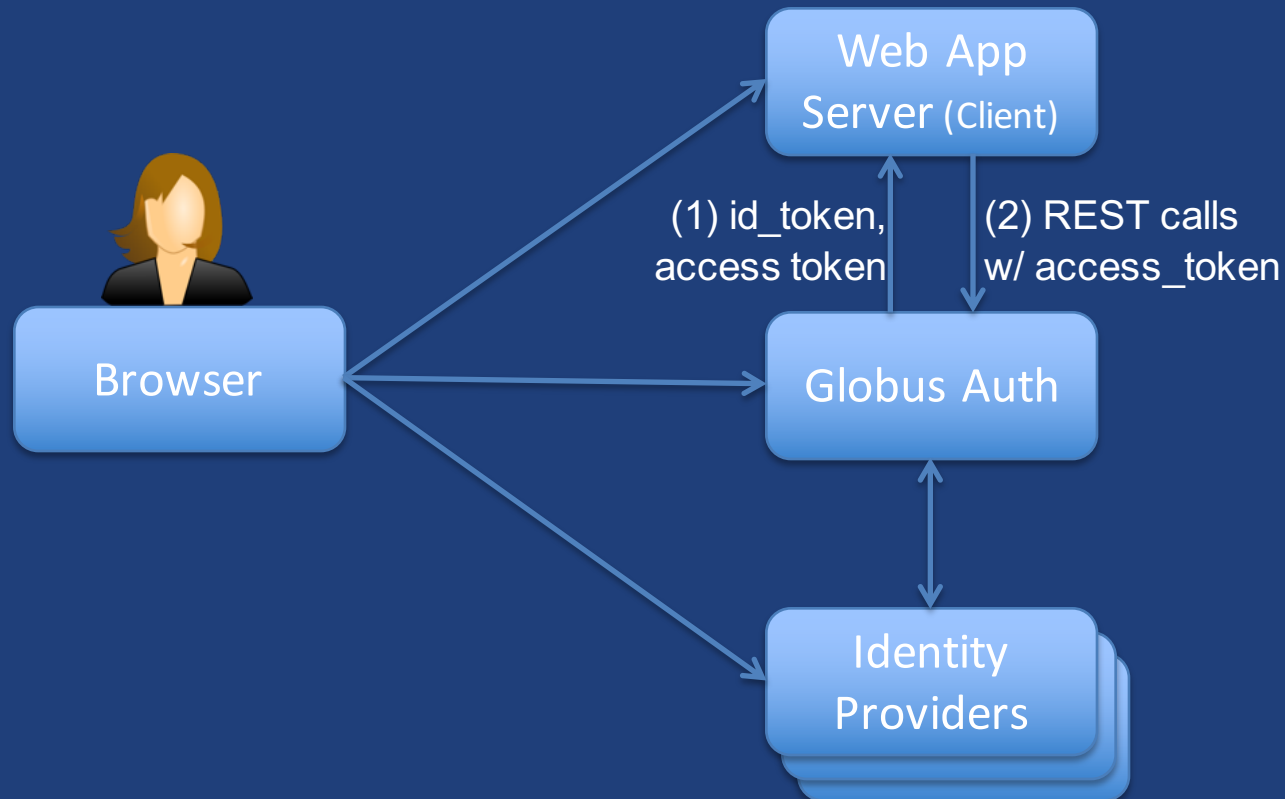 Web App
Server (Client)
(1) id_token,
access token
(2) REST calls
w/ access_token
Browser
Globus Auth
Identity
Providers